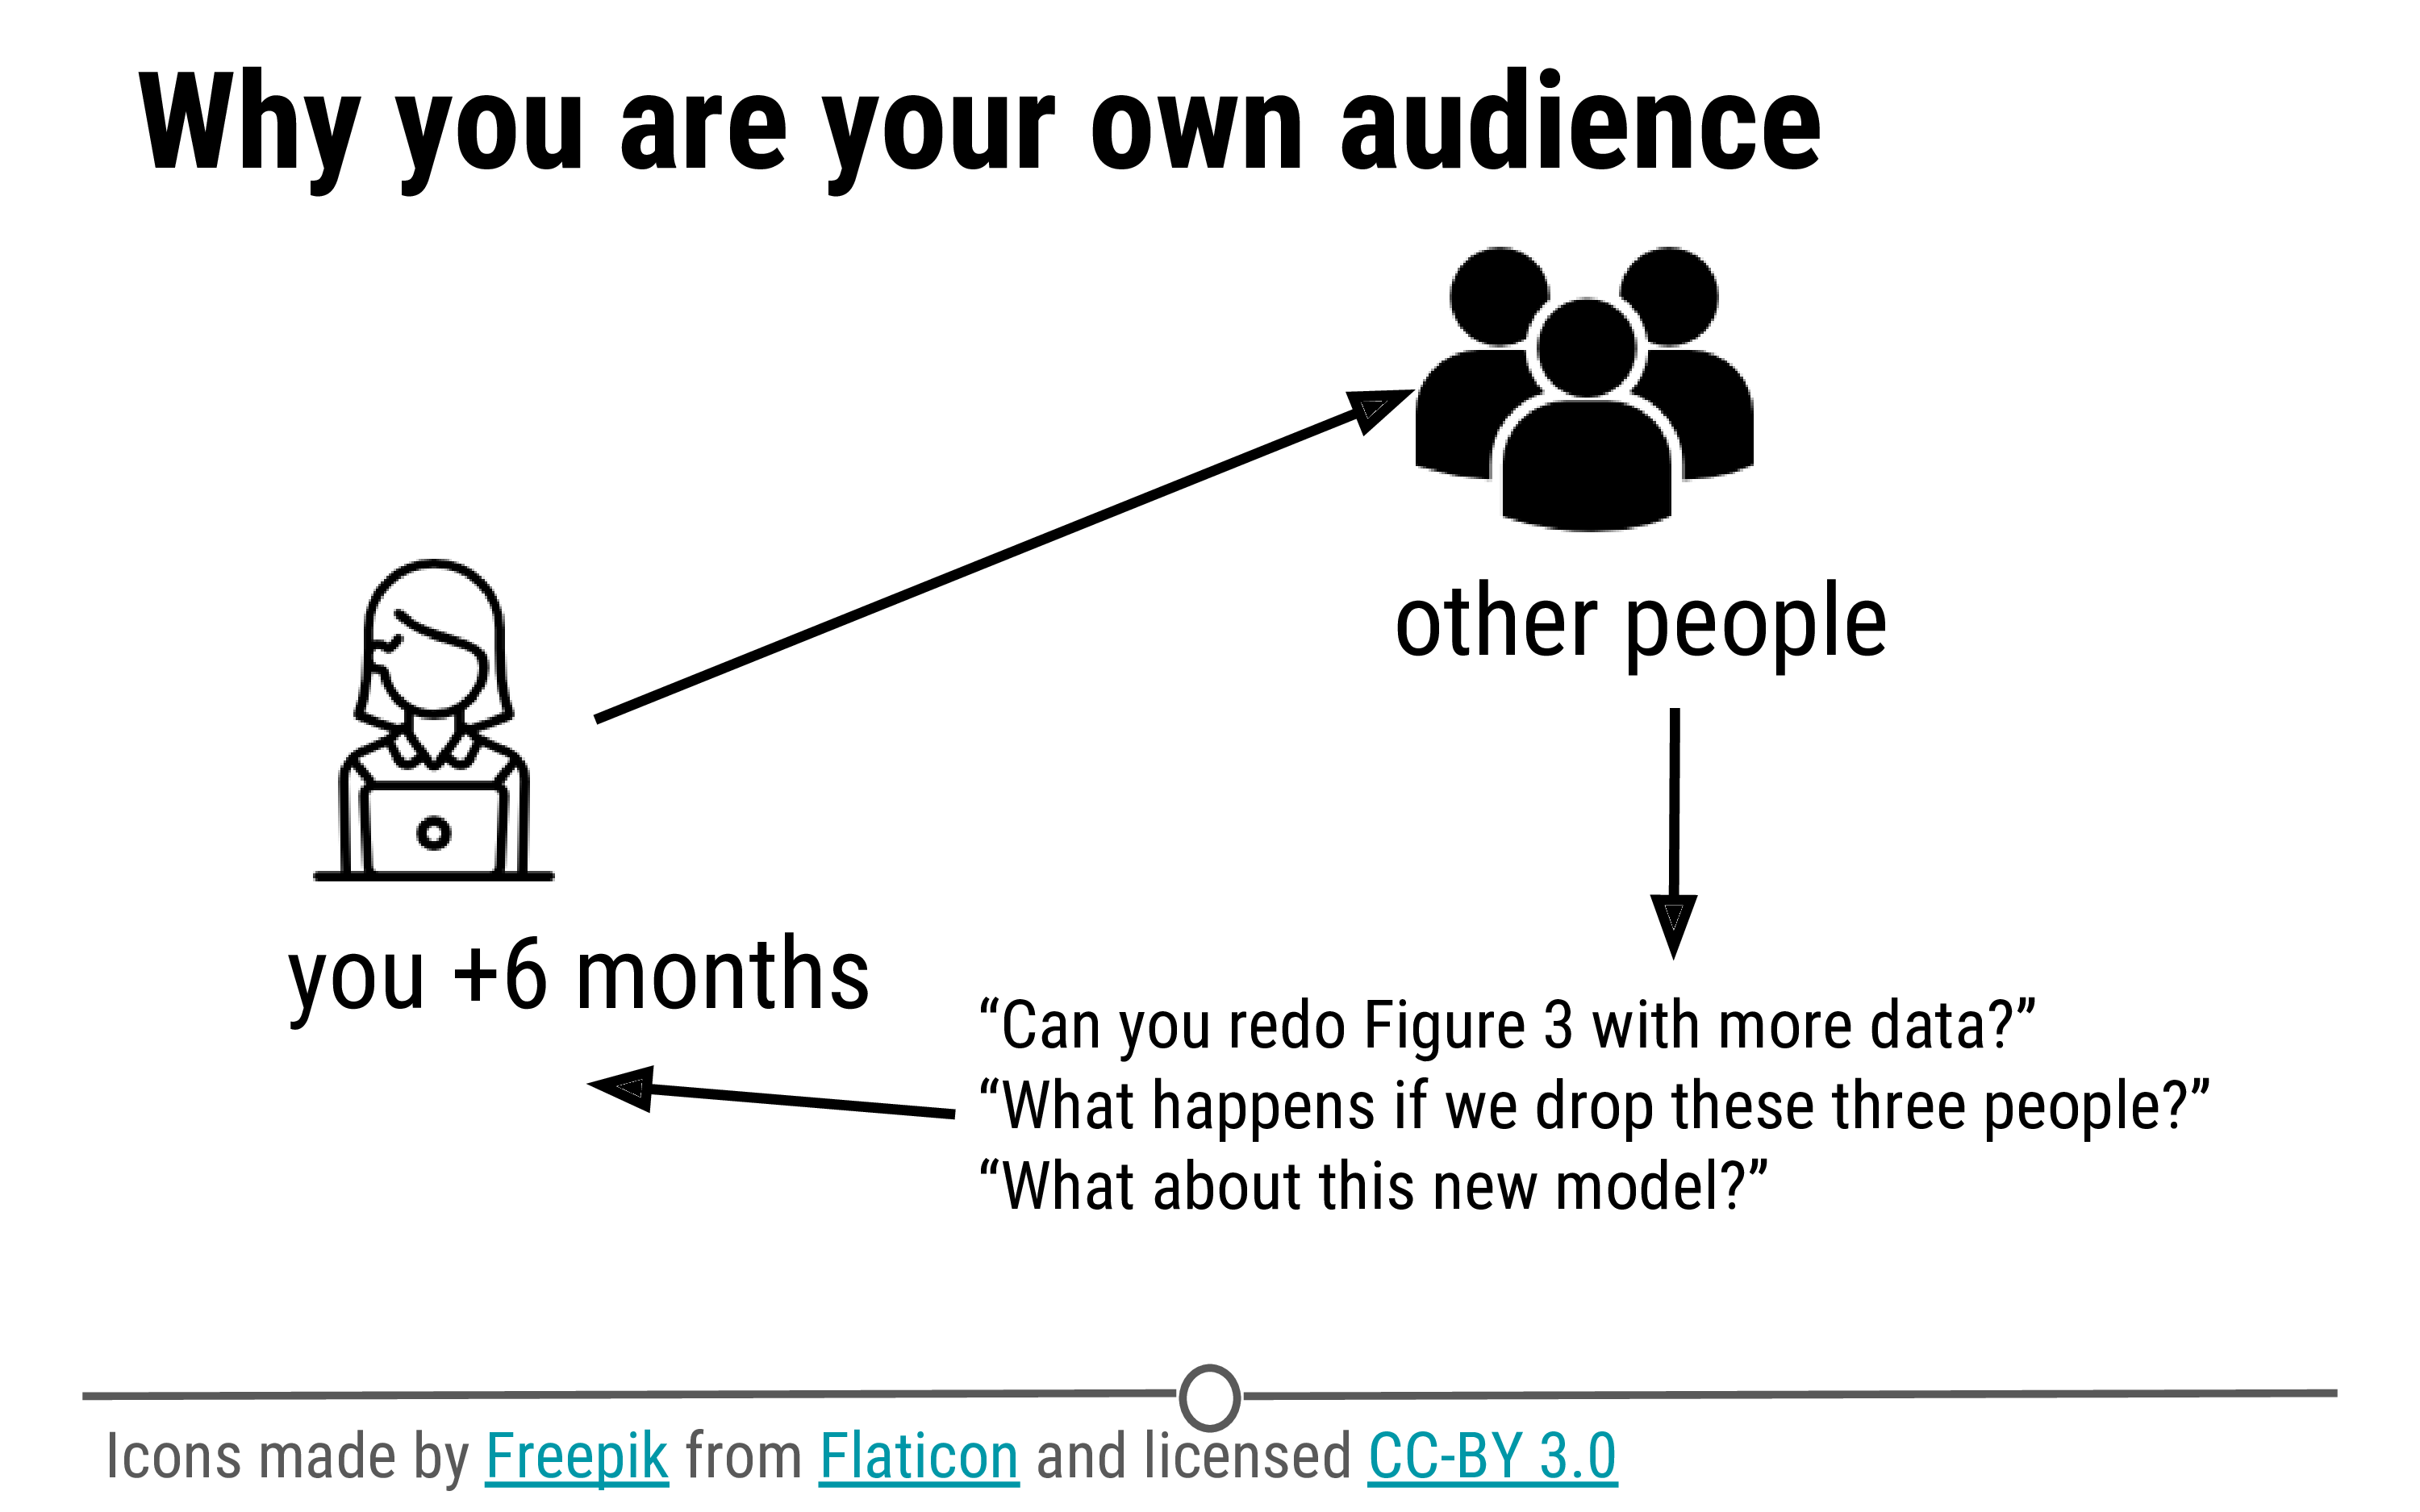 Why you are your own audience
other people
you +6 months
“Can you redo Figure 3 with more data?”
“What happens if we drop these three people?”
“What about this new model?”
Icons made by Freepik from Flaticon and licensed CC-BY 3.0